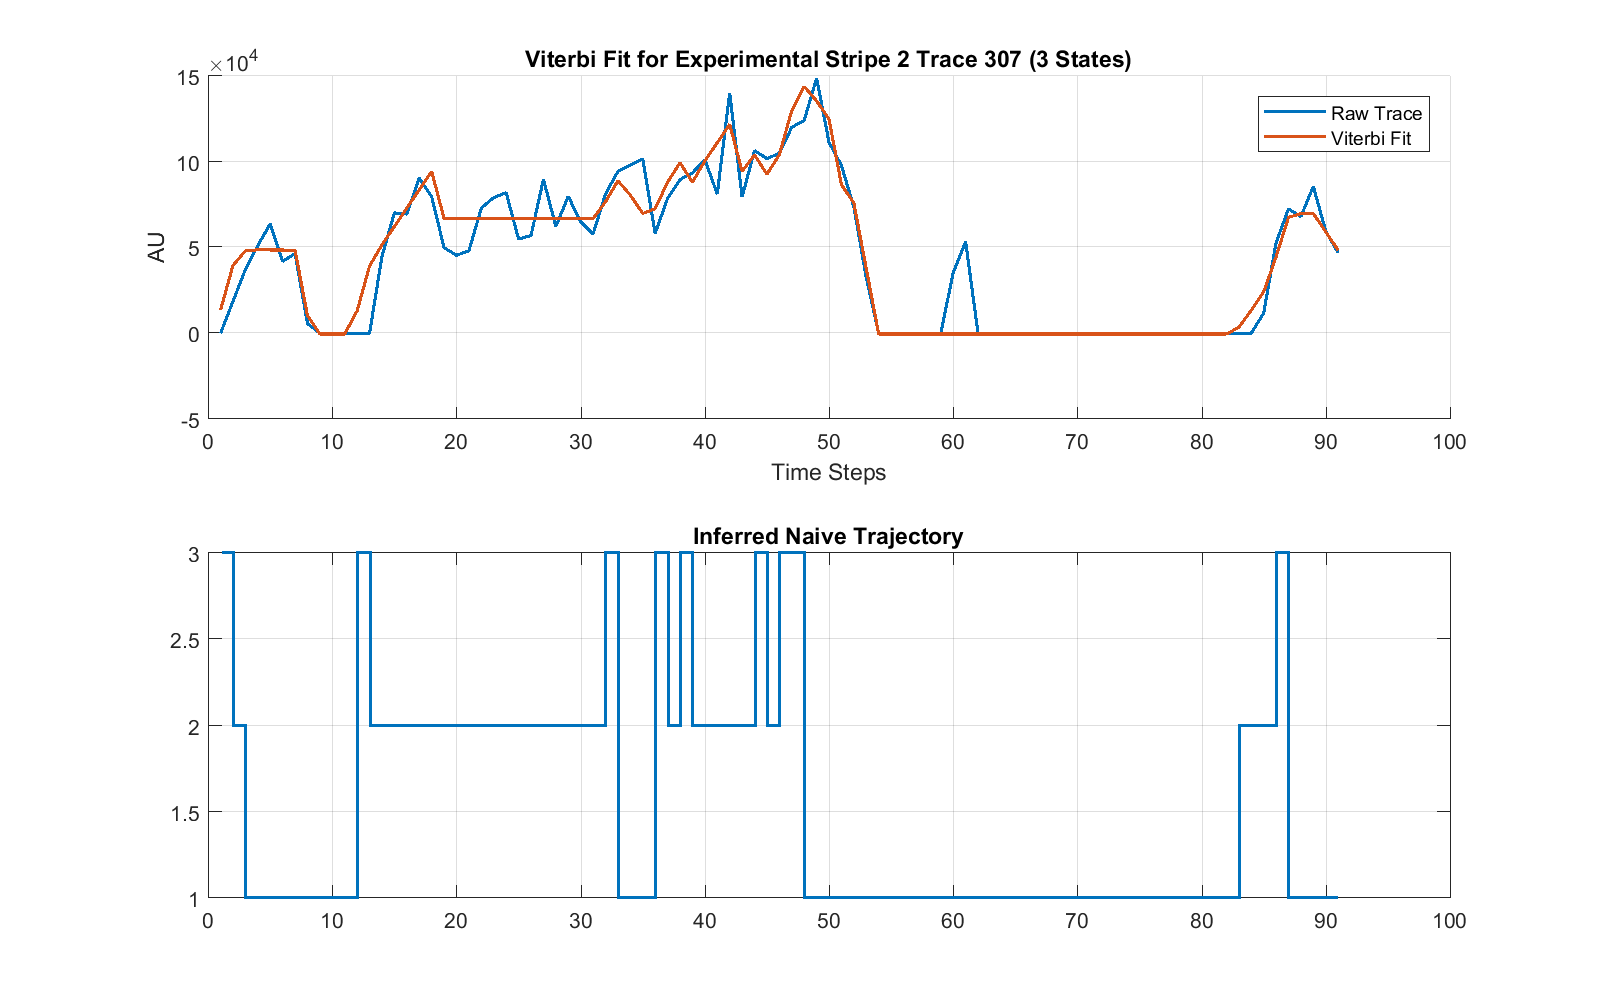 Viterbi Fit for Experimental Stripe 2 Trace 307 (3 States)
×10^4
15
10
5
0
-5
AU
Raw Trace
Viterbi Fit
0 10 20 30 40 50 60 70 80 90 100
Time Steps
Inferred Naive Trajectory
3
2.5
2
1.5
1
0 10 20 30 40 50 60 70 80 90 100